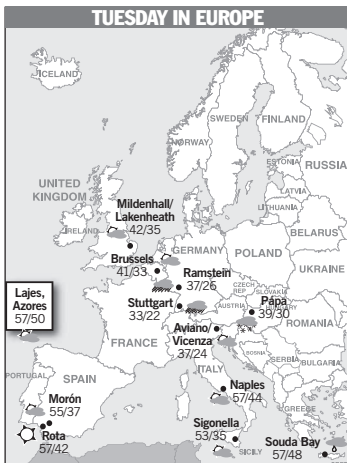 TUESDAY IN EUROPE
ICELAND
SWEDEN
FINLAND
NORWAY
ESTONIA
RUSSIA
LATVIA
LITHUANIA
UNITED
KINGDOM
Mildenhall/
Lakenheath
42/35
IRELAND
BELARUS
Brussels
41/33
GERMANY
POLAND
UKRAINE
Ramstein
37/26
Lajes,
Azores
57/50
Stuttgart
33/22
CZECH
REP
SLOVAKIA
AUSTRIA
HUNGARY
Pápa
39/30
ROMANIA
FRANCE
Aviano/
Vicenza
37/24
BOSNIA
SERBIA
BULGARIA
ITALY
PORTUGAL
SPAIN
Morón
55/37
Rota
57/42
Naples
57/44
Sigonella
53/35
SICILY
GREECE
Souda Bay
57/48